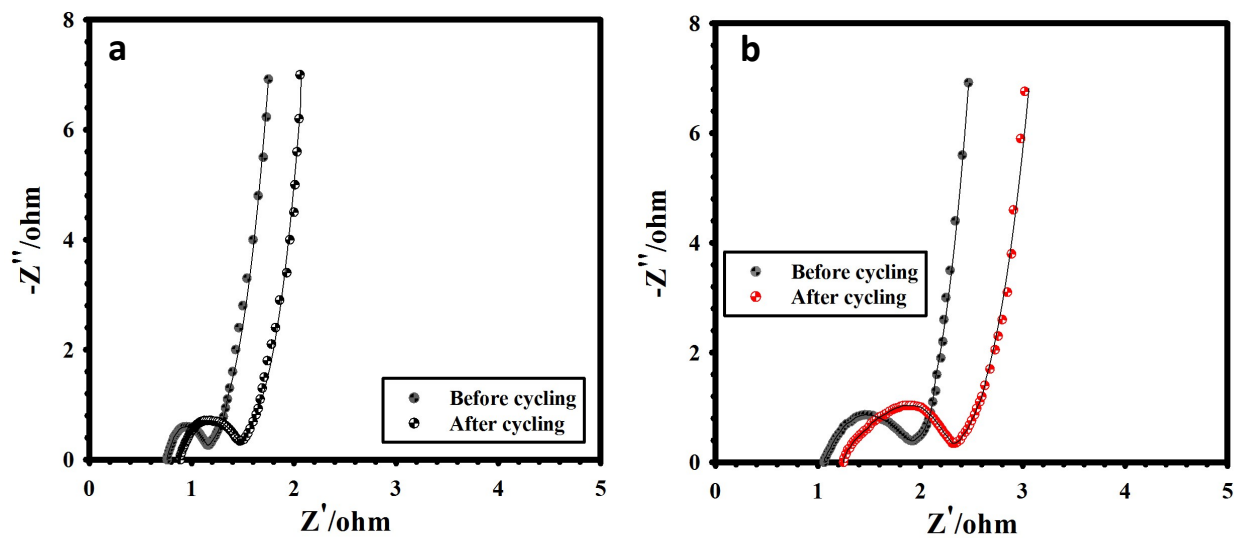 a
8
6
4
2
0
-Z''/ohm
Before cycling
After cycling
0 1 2 3 4 5
Z'/ohm
b
8
6
4
2
0
-Z''/ohm
Before cycling
After cycling
0 1 2 3 4 5
Z'/ohm